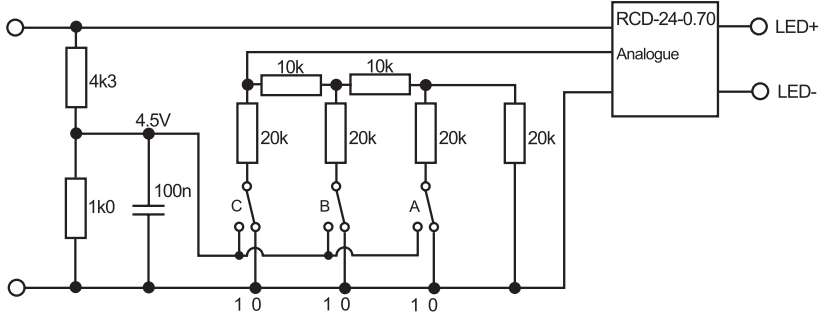 RCD-24-0.70
LED+
Analogue
10k
10k
4k3
LED-
4.5V
20k
20k
20k
20k
100n
1k0
C
B
A
1 0
1 0
1 0